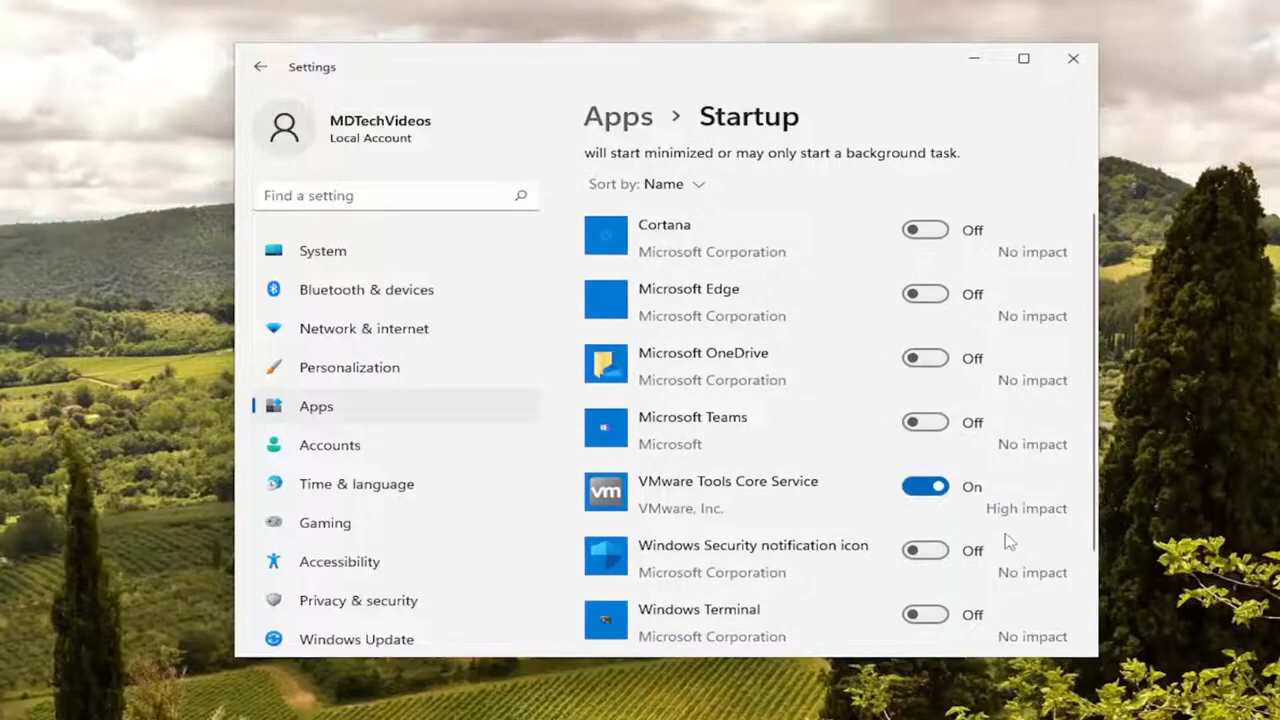 Settings
MDTechVideos
Local Account
Find a setting
System
Bluetooth & devices
Network & internet
Personalization
Apps
Accounts
Time & language
Gaming
Accessibility
Privacy & security
Windows Update
Apps > Startup
will start minimized or may only start a background task.
Sort by: Name
Cortana
Off
Microsoft Corporation
No impact
Microsoft Edge
Off
Microsoft Corporation
No impact
Microsoft OneDrive
Off
Microsoft Corporation
No impact
Microsoft Teams
Off
Microsoft
No impact
vm
VMware Tools Core Service
On
VMware, Inc.
High impact
Windows Security notification icon
Off
Microsoft Corporation
No impact
Windows Terminal
Off
Microsoft Corporation
No impact